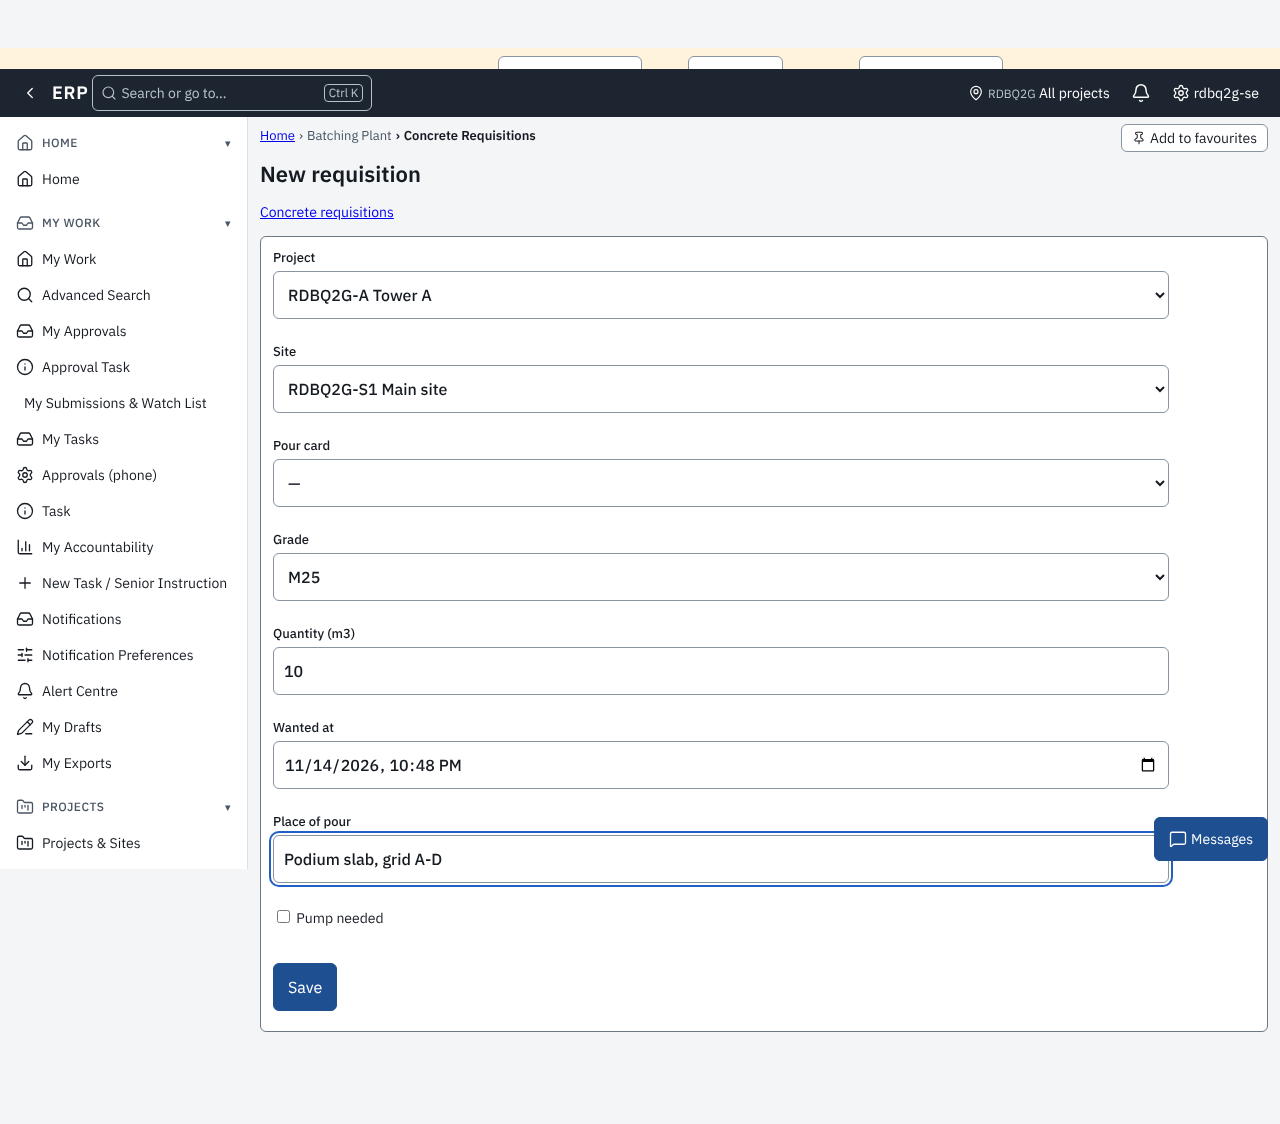 ERP
Search or go to...
Ctrl K
RDBQ2G All projects
rdbq2g-se
HOME
Home
MY WORK
My Work
Advanced Search
My Approvals
Approval Task
My Submissions & Watch List
My Tasks
Approvals (phone)
Task
My Accountability
New Task / Senior Instruction
Notifications
Notification Preferences
Alert Centre
My Drafts
My Exports
PROJECTS
Projects & Sites
Home › Batching Plant › Concrete Requisitions
Add to favourites
New requisition
Concrete requisitions
Project
RDBQ2G-A Tower A
Site
RDBQ2G-S1 Main site
Pour card
—
Grade
M25
Quantity (m3)
10
Wanted at
11/14/2026, 10:48 PM
Place of pour
Podium slab, grid A-D
Messages
Pump needed
Save